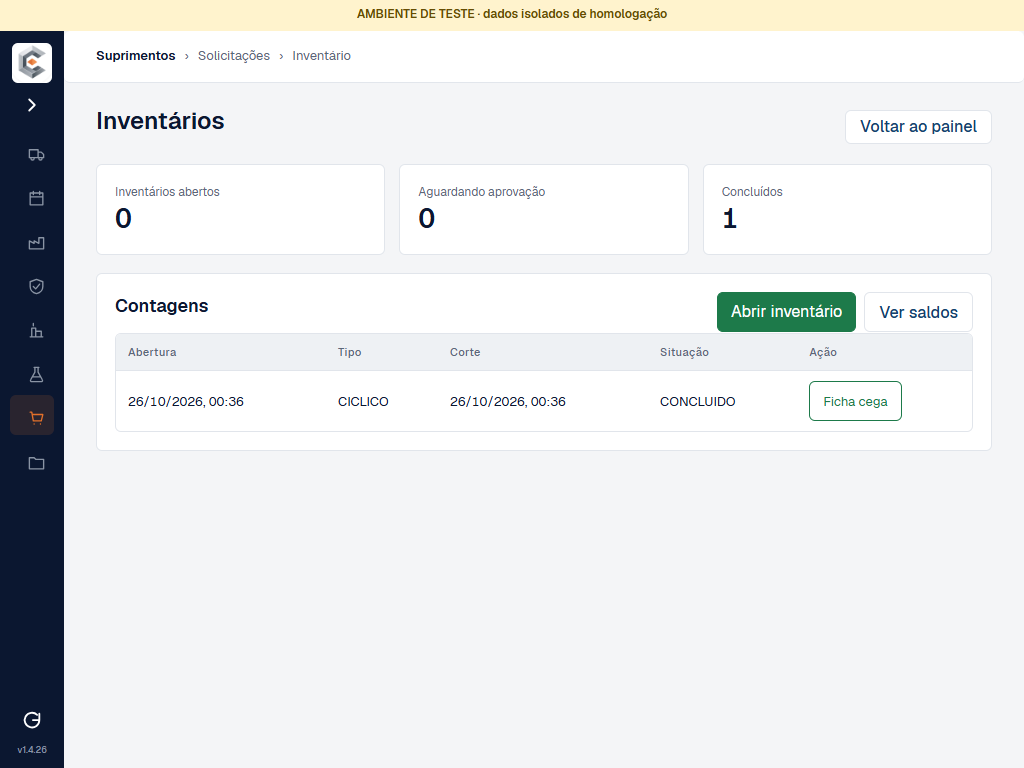 AMBIENTE DE TESTE · dados isolados de homologação
Suprimentos › Solicitações › Inventário
Inventários
Voltar ao painel
Inventários abertos
0
Aguardando aprovação
0
Concluídos
1
Contagens
Abrir inventário
Ver saldos
Abertura Tipo Corte Situação Ação
26/10/2026, 00:36 CICLICO 26/10/2026, 00:36 CONCLUIDO Ficha cega
v1.4.26